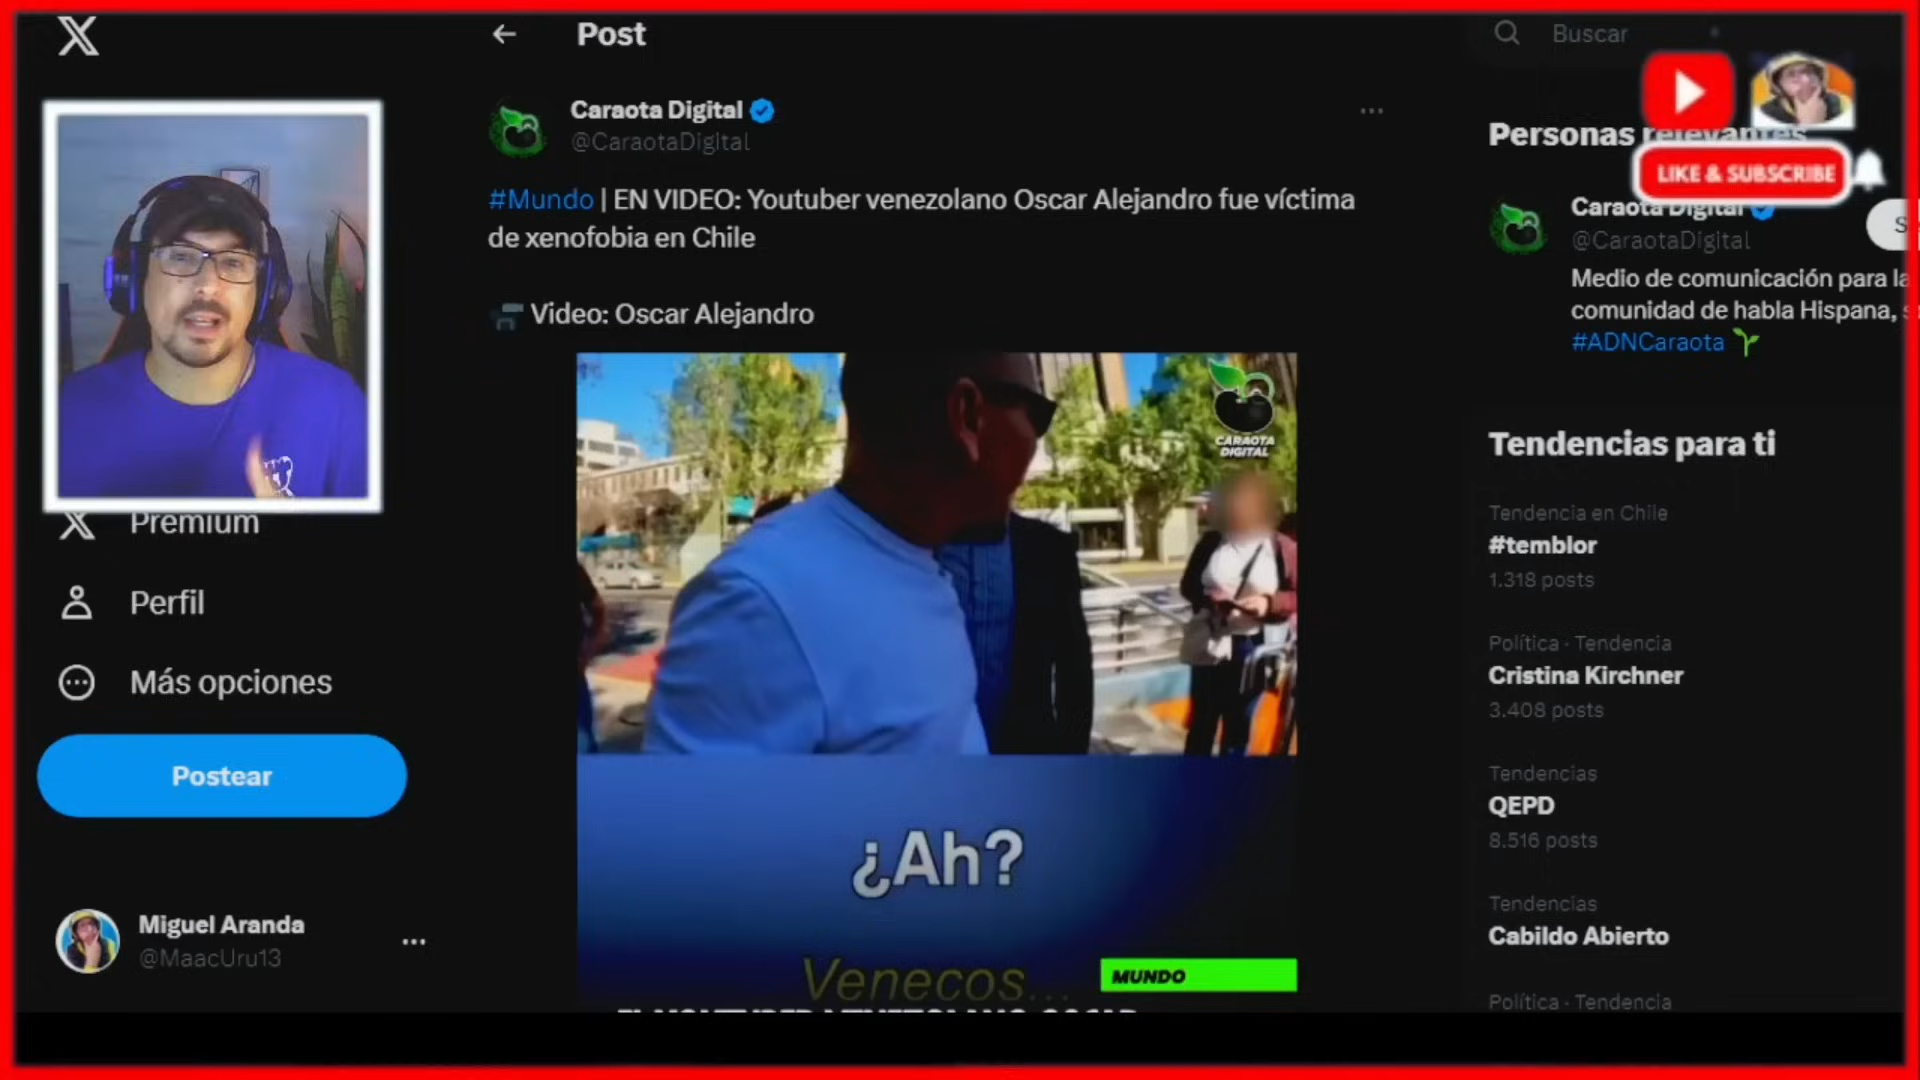 Post
Buscar
Caraota Digital
@CaraotaDigital
#Mundo | EN VIDEO: Youtuber venezolano Oscar Alejandro fue víctima
de xenofobia en Chile
Video: Oscar Alejandro
CARAOTA
DIGITAL
¿Ah?
Venecos...
MUNDO
Premium
Perfil
Más opciones
Postear
Miguel Aranda
@MaacUru13
Personas relevantes
LIKE & SUBSCRIBE
Caraota Digital
@CaraotaDigital
S
Medio de comunicación para la
comunidad de habla Hispana,
#ADNCaraota
Tendencias para ti
Tendencia en Chile
#temblor
1.318 posts
Política · Tendencia
Cristina Kirchner
3.408 posts
Tendencias
QEPD
8.516 posts
Tendencias
Cabildo Abierto
Política · Tendencia